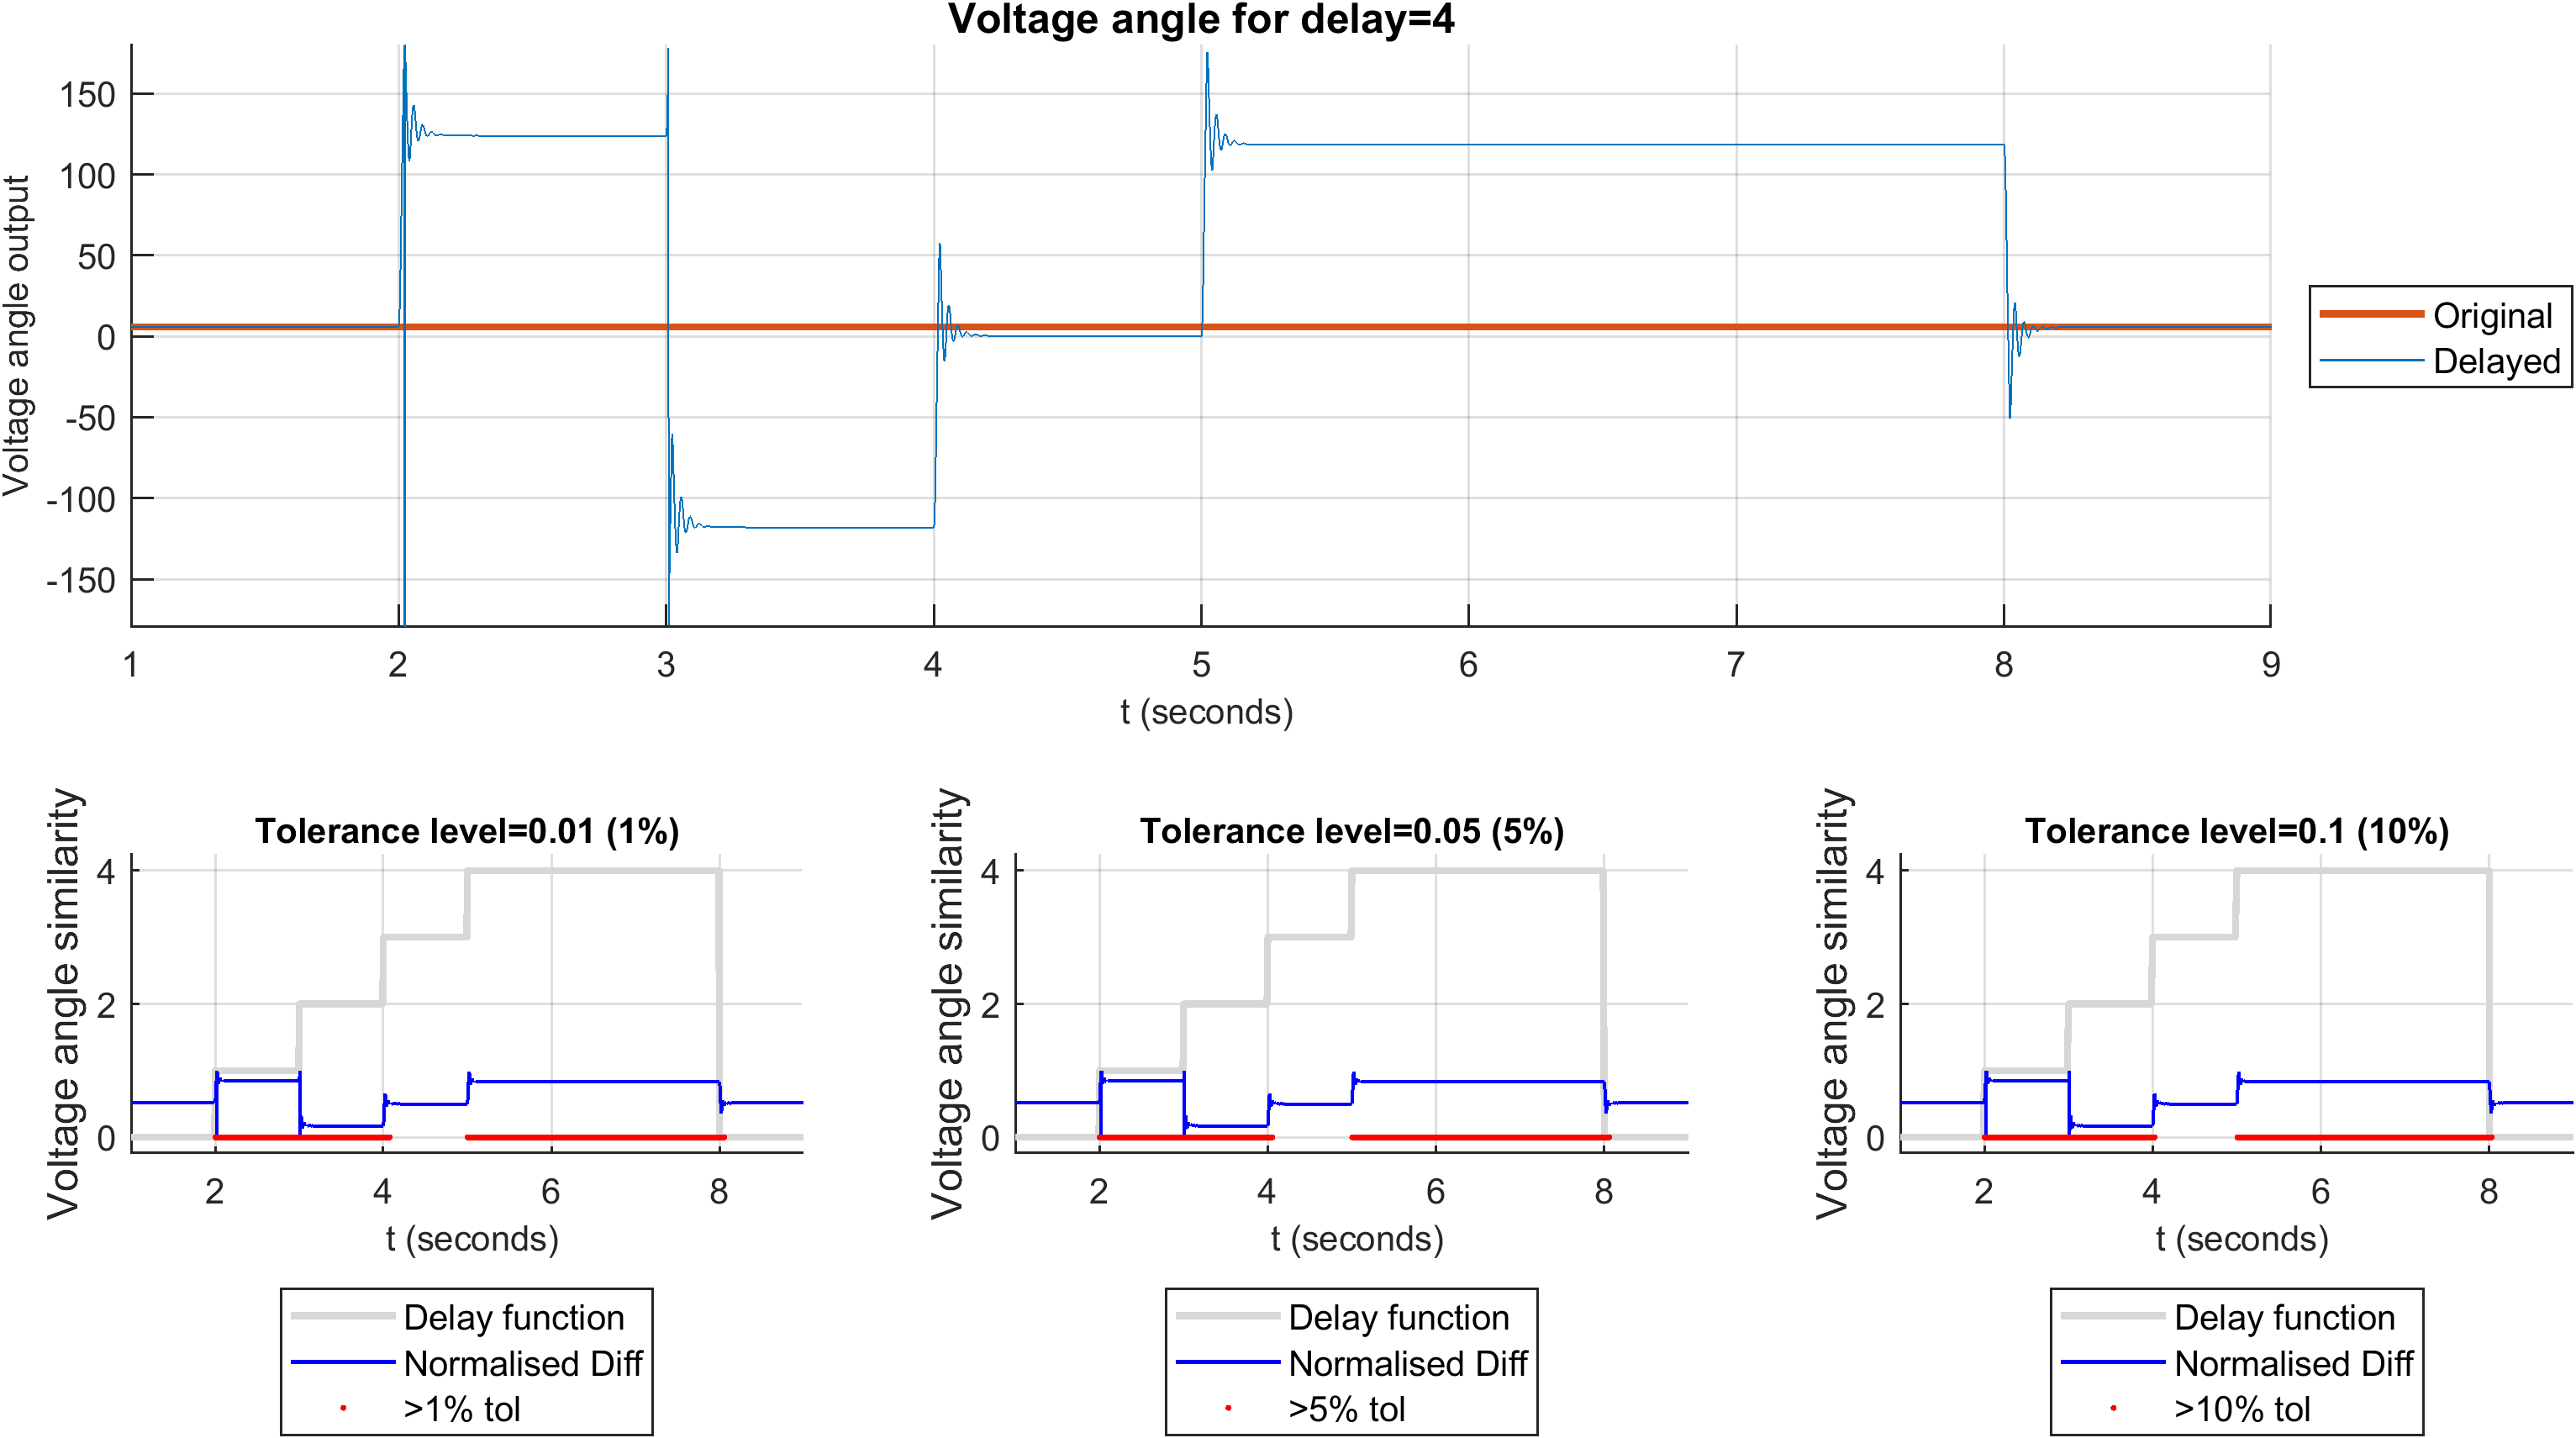 Voltage angle for delay=4
Voltage angle output
150
100
50
0
-50
-100
-150
1 2 3 4 5 6 7 8 9
t (seconds)
Original
Delayed
Tolerance level=0.01 (1%)
Voltage angle similarity
4
2
0
2 4 6 8
t (seconds)
Delay function
Normalised Diff
>1% tol
Tolerance level=0.05 (5%)
Voltage angle similarity
4
2
0
2 4 6 8
t (seconds)
Delay function
Normalised Diff
>5% tol
Tolerance level=0.1 (10%)
Voltage angle similarity
4
2
0
2 4 6 8
t (seconds)
Delay function
Normalised Diff
>10% tol